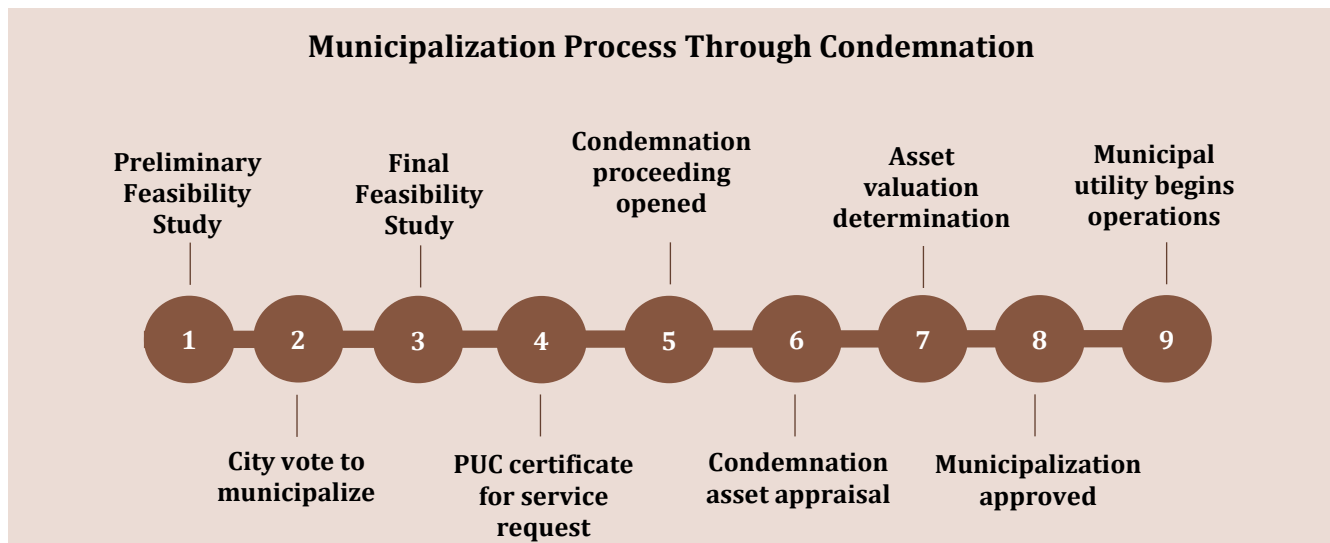 Municipalization Process Through Condemnation
Preliminary
Feasibility
Study
Final
Feasibility
Study
Condemnation
proceeding
opened
Asset
valuation
determination
Municipal
utility begins
operations
1
2
3
4
5
6
7
8
9
City vote to
municipalize
PUC certificate
for service
request
Condemnation
asset appraisal
Municipalization
approved